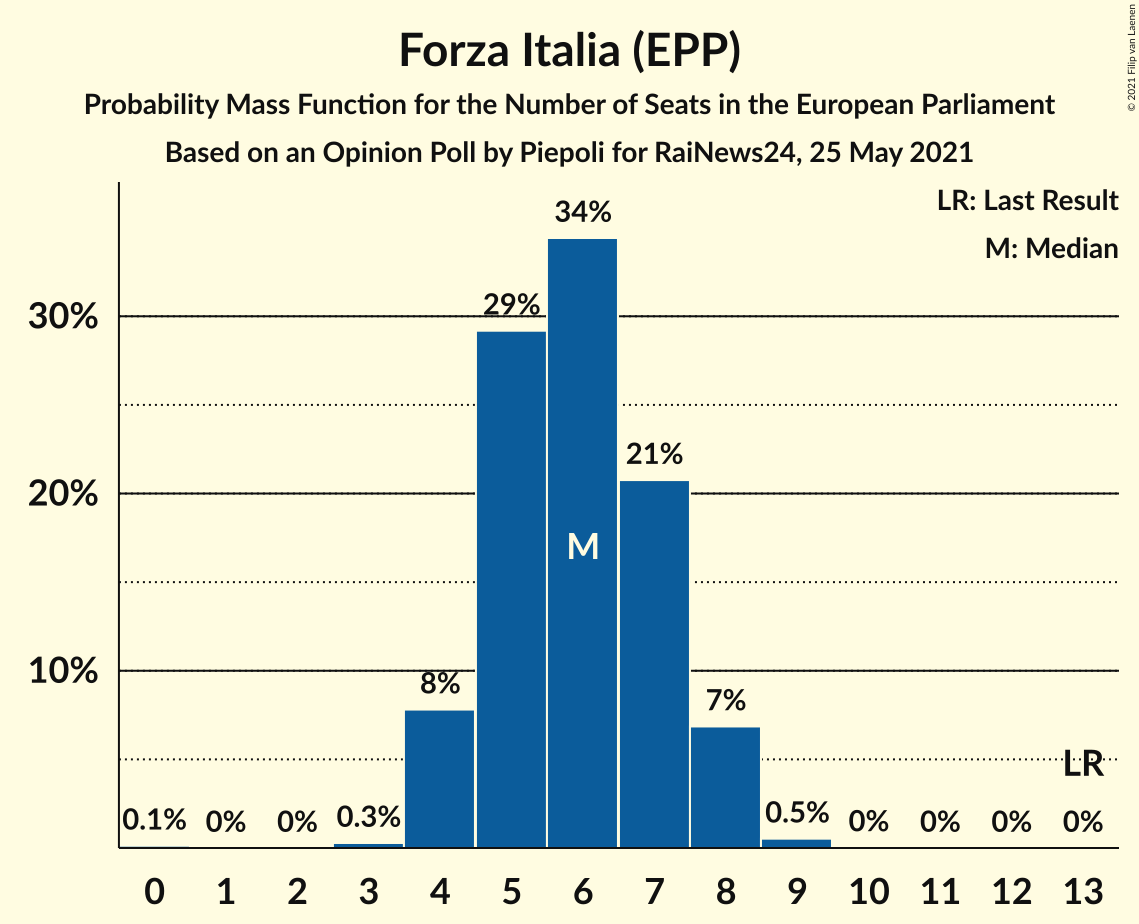 Forza Italia (EPP)
Probability Mass Function for the Number of Seats in the European Parliament
Based on an Opinion Poll by Piepoli for RaiNews24, 25 May 2021
© 2021 Filip van Laenen
LR: Last Result
M: Median
34%
30%
29%
21%
20%
M
10%
8%
7%
LR
0.1% 0% 0% 0.3% 0.5% 0% 0% 0% 0%
0 1 2 3 4 5 6 7 8 9 10 11 12 13